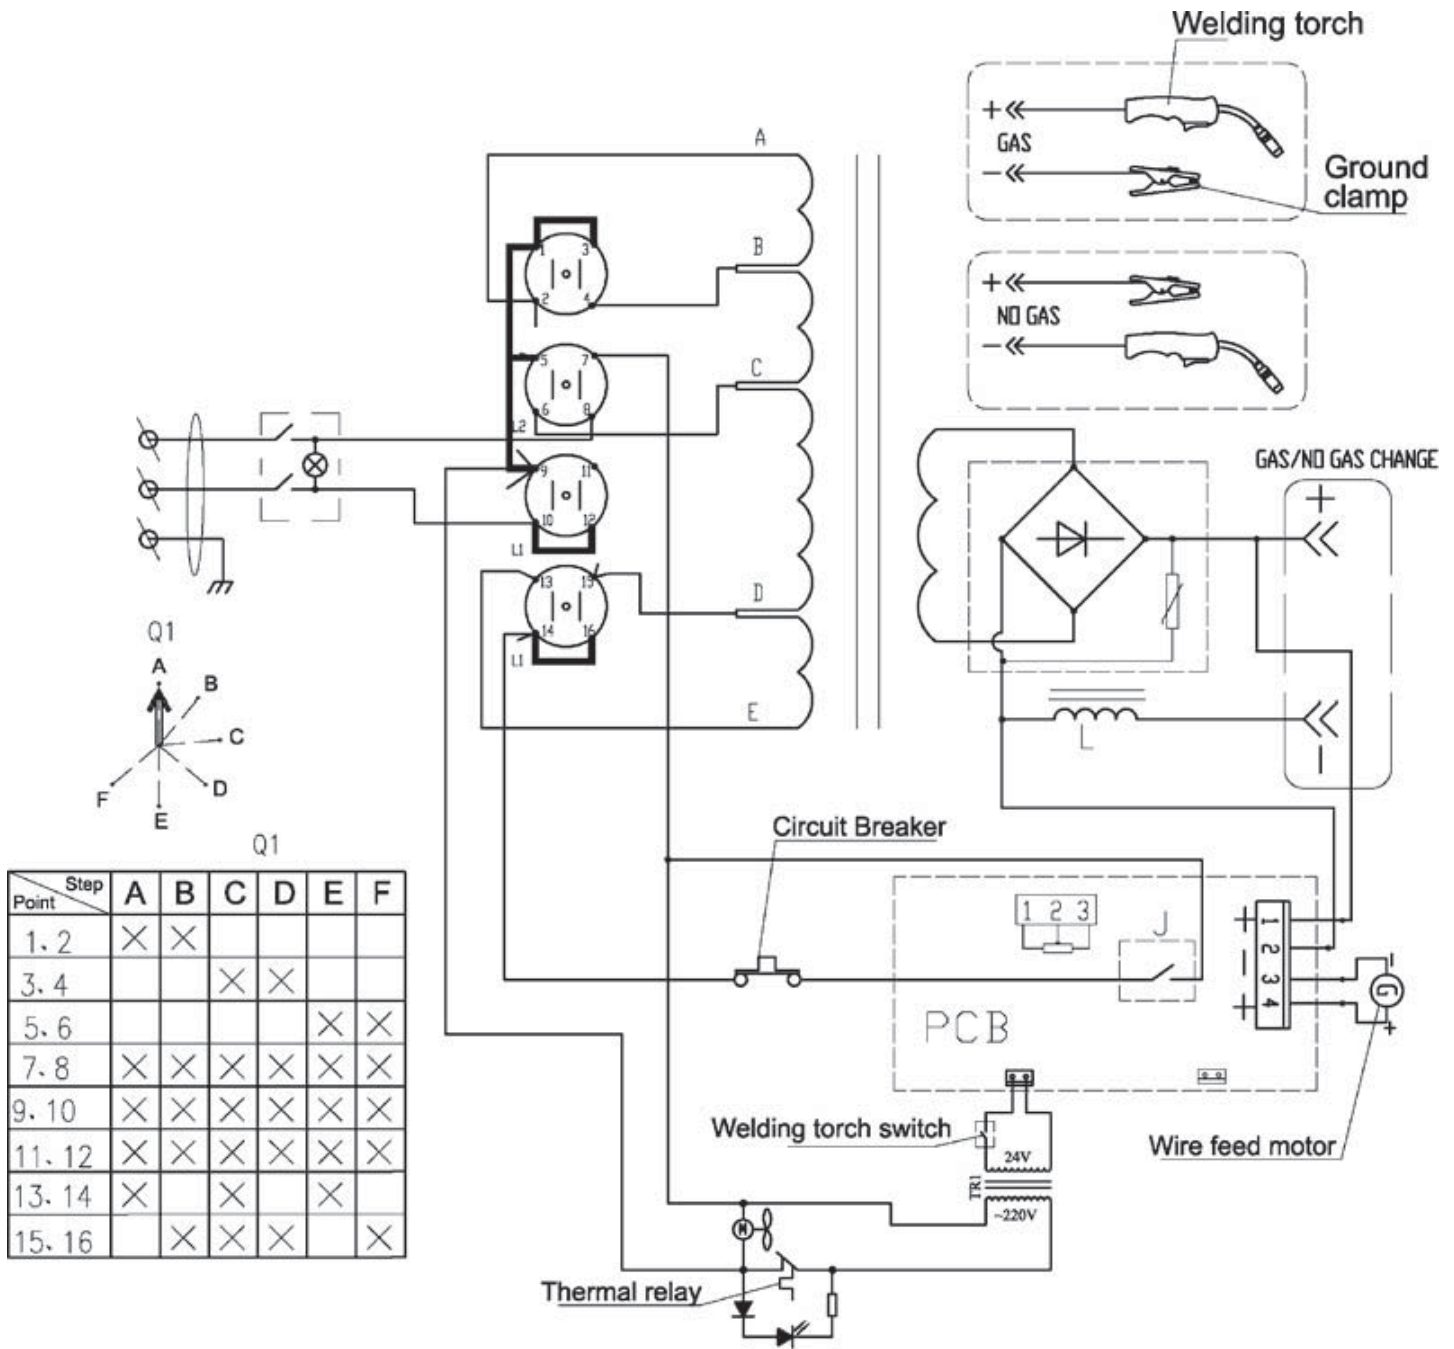 Welding torch
+
GAS
-
Ground
clamp
+
NO GAS
-
A
B
C
D
E
1 3
2 4
5 7
6 8
L2
9 11
10 12
L1
13 15
14 16
L1
GAS/NO GAS CHANGE
+
-
L
Q1
A
B
C
D
E
F
Q1
Step
Point
A B C D E F
1、2 X X
3、4 X X
5、6 X X
7、8 X X X X X X
9、10 X X X X X X
11、12 X X X X X X
13、14 X X X
15、16 X X X X
Circuit Breaker
1 2 3
J
PCB
+ 1
- 2
3
+ 4
-
G
+
Wire feed motor
Welding torch switch
24V
TR1
~220V
M
Thermal relay